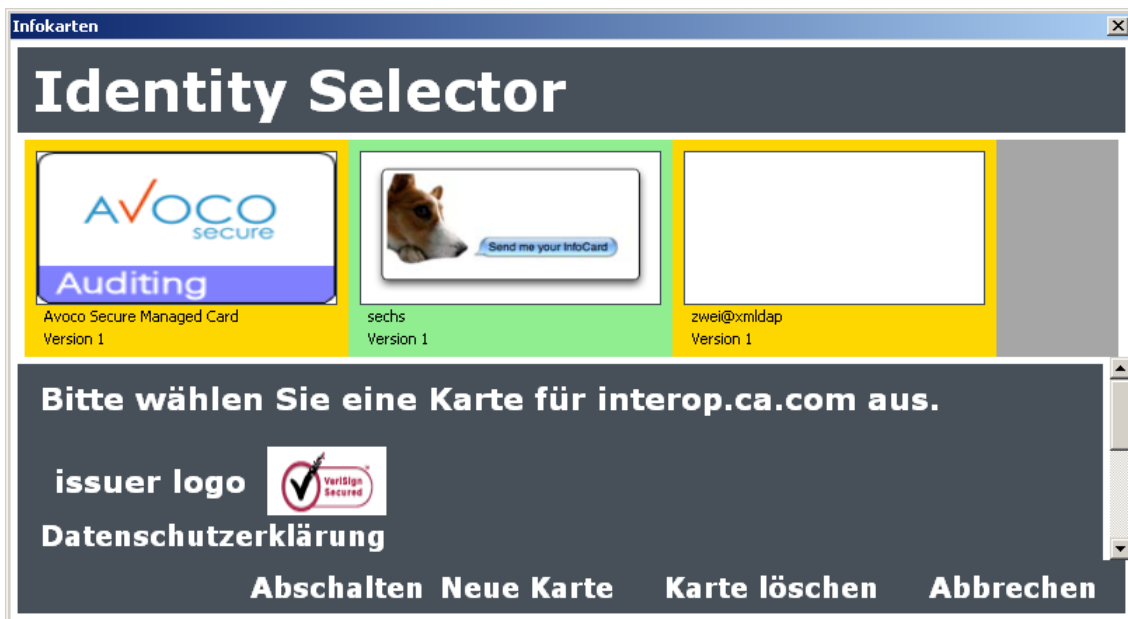 Infokarten
Identity Selector
AVOCO
secure
Auditing
Send me your InfoCard
Avoco Secure Managed Card
Version 1
sechs
Version 1
zwei@xmldap
Version 1
Bitte wählen Sie eine Karte für interop.ca.com aus.
issuer logo
VeriSign
Secured
Datenschutzerklärung
Abschalten Neue Karte Karte löschen Abbrechen